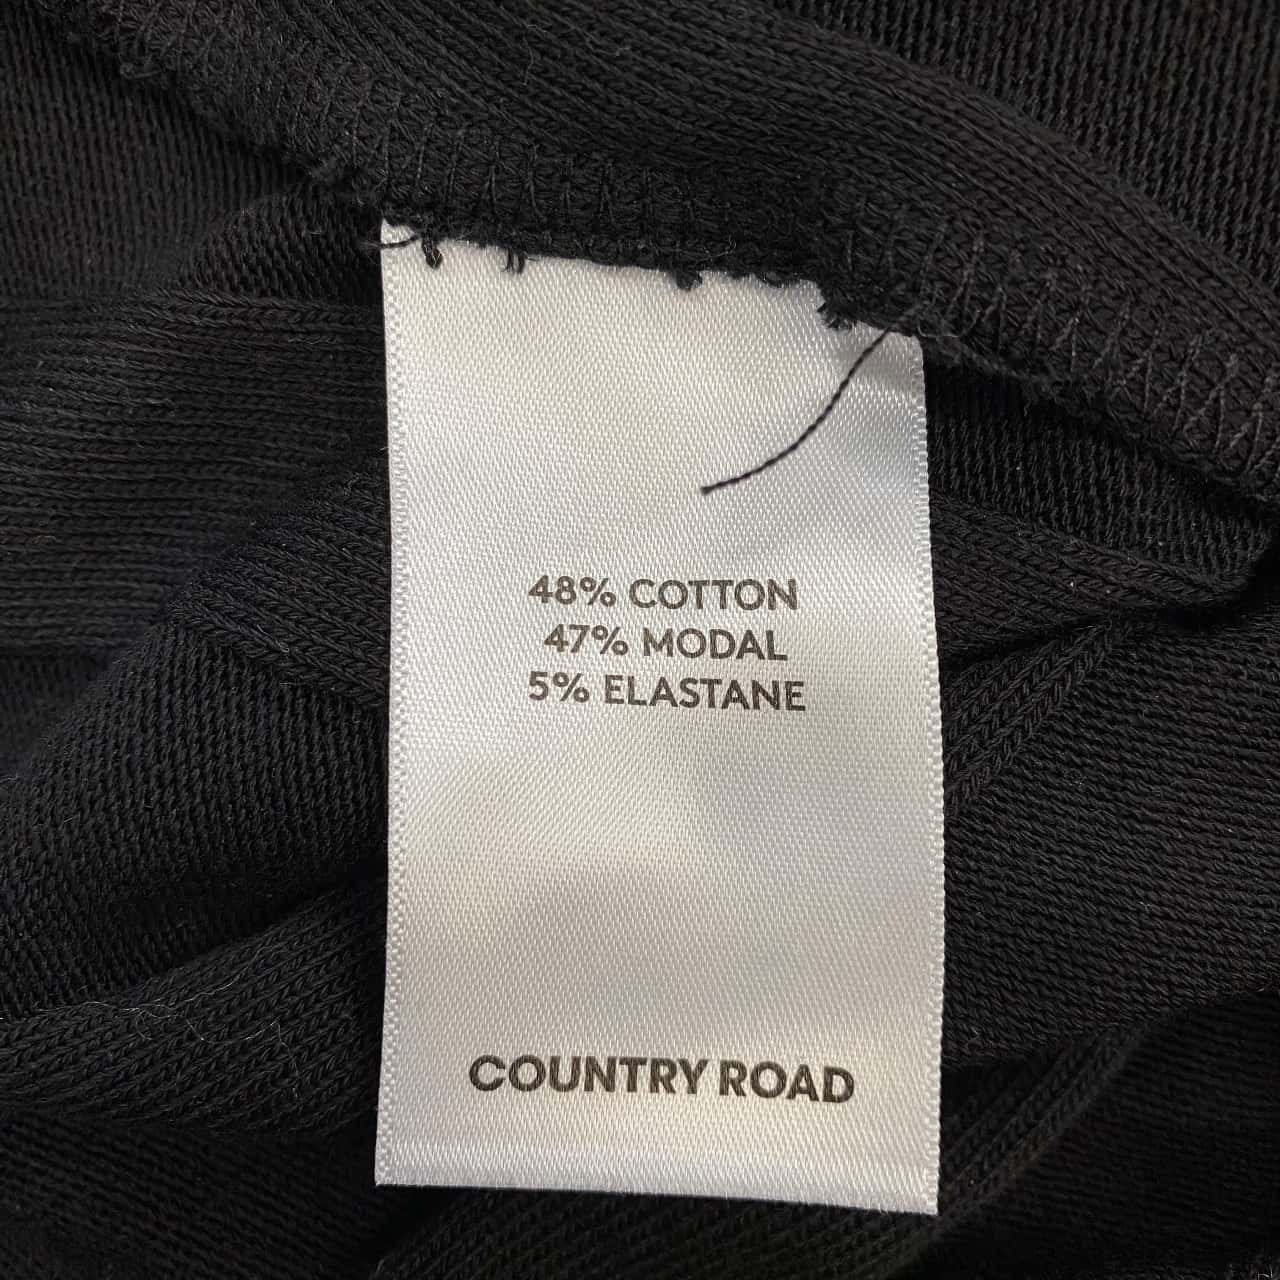 48% COTTON
47% MODAL
5% ELASTANE
COUNTRY ROAD